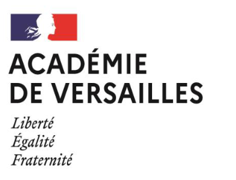 ACADÉMIE
DE VERSAILLES
Liberté
Égalité
Fraternité